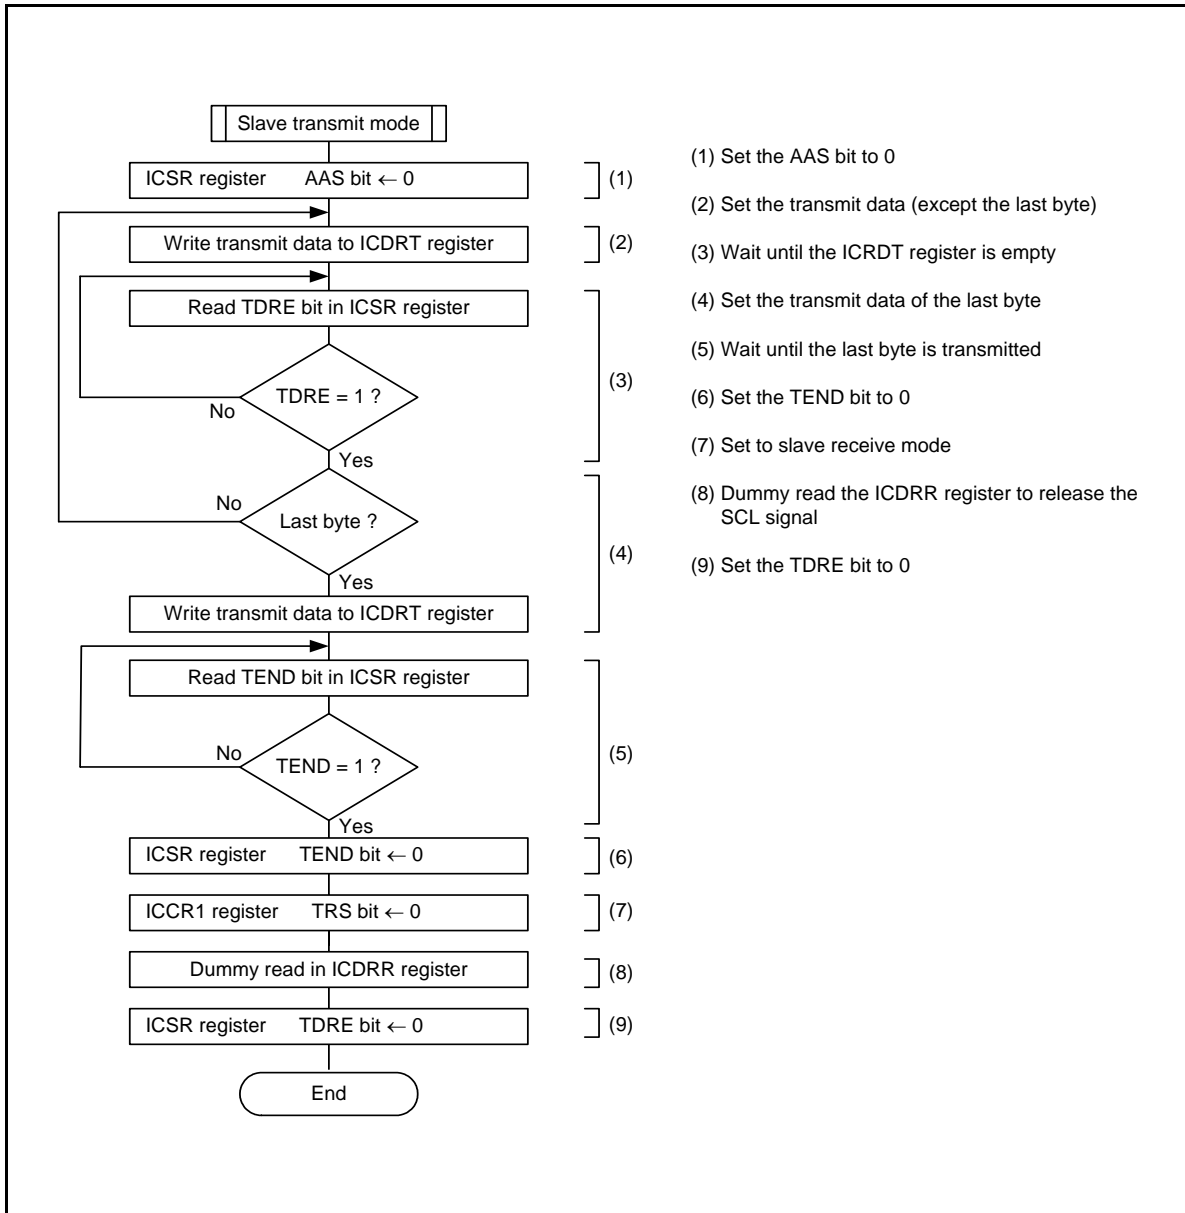 Slave transmit mode
ICSR register AAS bit ← 0
(1)
Write transmit data to ICDRT register
(2)
Read TDRE bit in ICSR register
TDRE = 1 ?
No
Yes
(3)
No
Last byte ?
Yes
Write transmit data to ICDRT register
(4)
Read TEND bit in ICSR register
No
TEND = 1 ?
Yes
(5)
ICSR register TEND bit ← 0
(6)
ICCR1 register TRS bit ← 0
(7)
Dummy read in ICDRR register
(8)
ICSR register TDRE bit ← 0
(9)
End
(1) Set the AAS bit to 0
(2) Set the transmit data (except the last byte)
(3) Wait until the ICRDT register is empty
(4) Set the transmit data of the last byte
(5) Wait until the last byte is transmitted
(6) Set the TEND bit to 0
(7) Set to slave receive mode
(8) Dummy read the ICDRR register to release the
SCL signal
(9) Set the TDRE bit to 0